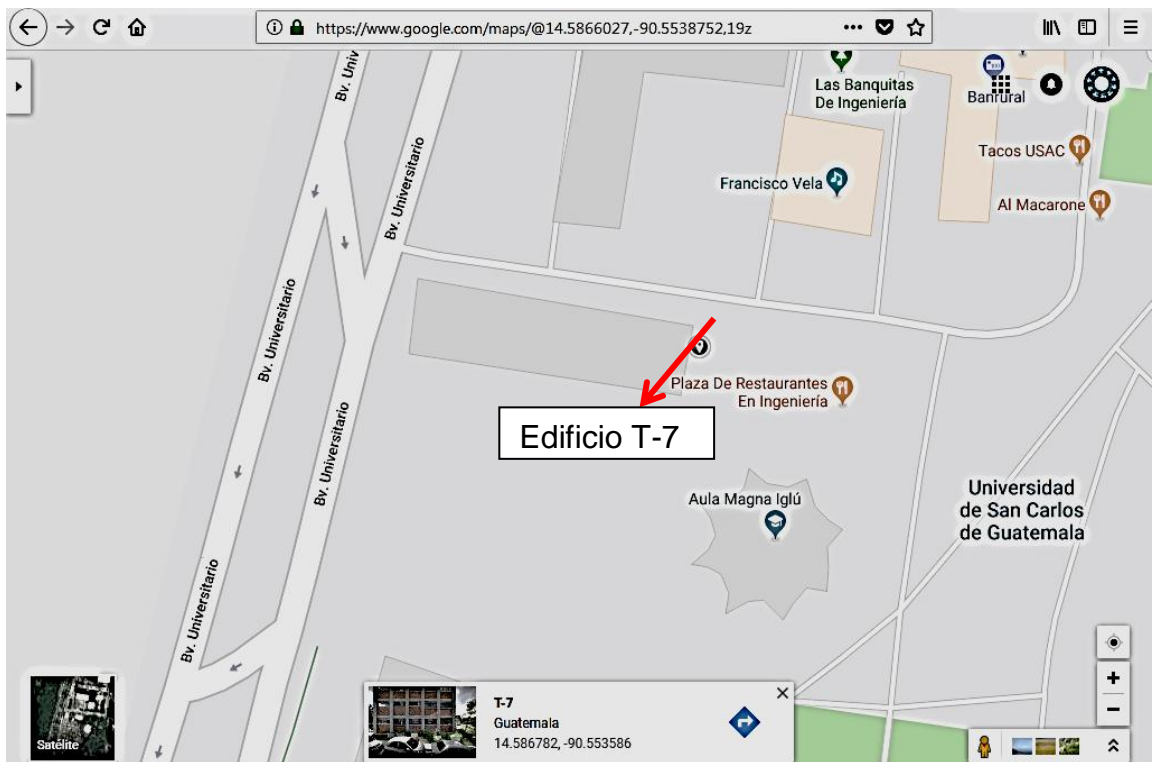 https://www.google.com/maps/@14.5866027,-90.5538752,19z
Bv. Univ
Las Banquitas
De Ingeniería
Banrural
Tacos USAC
Bv. Universitario
Francisco Vela
Al Macarone
Bv. Universitario
Plaza De Restaurantes
En Ingeniería
Edificio T-7
Bv. Universitario
Aula Magna Iglú
Universidad
de San Carlos
de Guatemala
Bv. Universitario
T-7
Guatemala
14.586782, -90.553586
Satélite